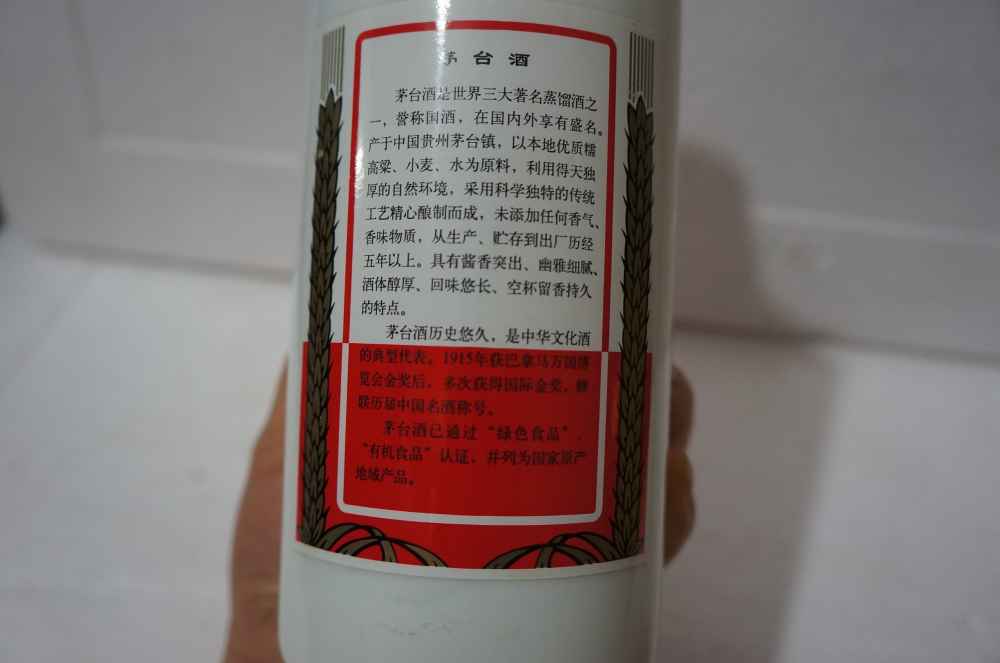 茅台酒
茅台酒是世界三大著名蒸馏酒之
一，誉称国酒，在国内外享有盛名。
产于中国贵州茅台镇，以本地优质糯
高粱、小麦、水为原料，利用得天独
厚的自然环境，采用科学独特的传统
工艺精心酿制而成，未添加任何香气、
香味物质，从生产、贮存到出厂历经
五年以上。具有酱香突出、幽雅细腻、
酒体醇厚、回味悠长、空杯留香持久
的特点。
茅台酒历史悠久，是中华文化酒
的典型代表。1915年获巴拿马万国博
览会金奖后，多次获得国际金奖，蝉
联历届中国名酒称号。
茅台酒已通过“绿色食品”、
“有机食品”认证，并列为国家原产
地域产品。